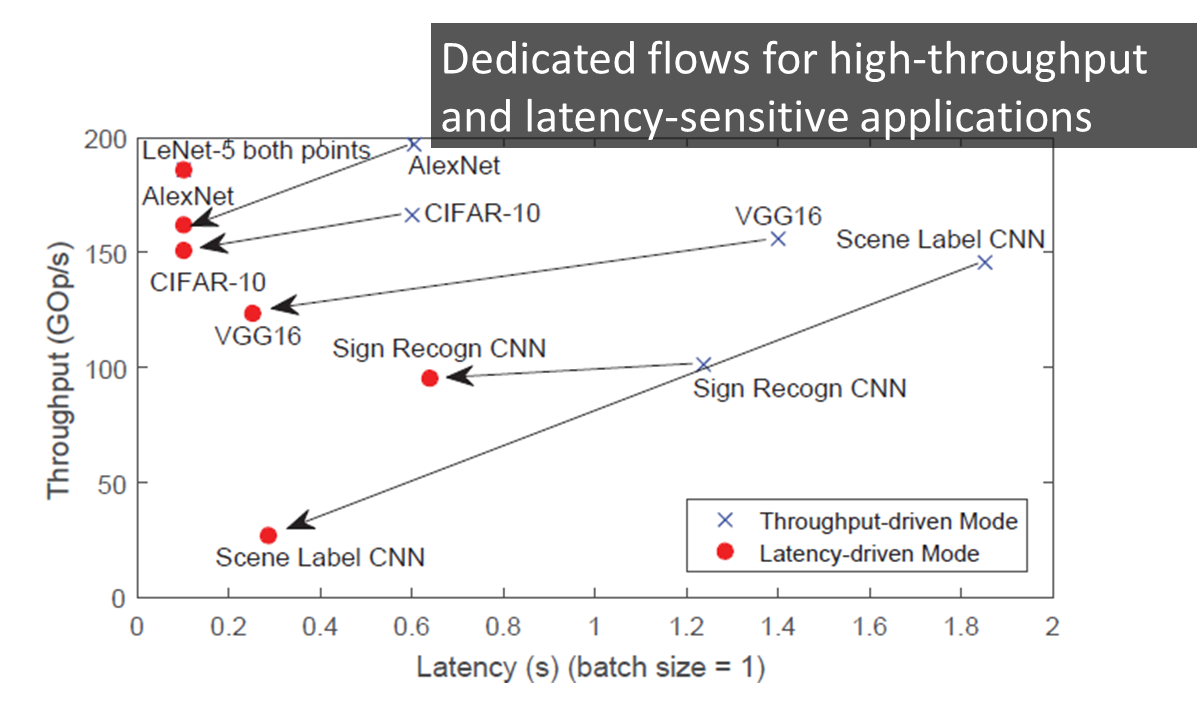 Dedicated flows for high-throughput
and latency-sensitive applications
200
LeNet-5 both points
AlexNet
AlexNet
CIFAR-10
VGG16
Scene Label CNN
150
CIFAR-10
VGG16
Sign Recogn CNN
100
Sign Recogn CNN
50
Throughput-driven Mode
Latency-driven Mode
Scene Label CNN
0
Throughput (GOp/s)
0 0.2 0.4 0.6 0.8 1 1.2 1.4 1.6 1.8 2
Latency (s) (batch size = 1)